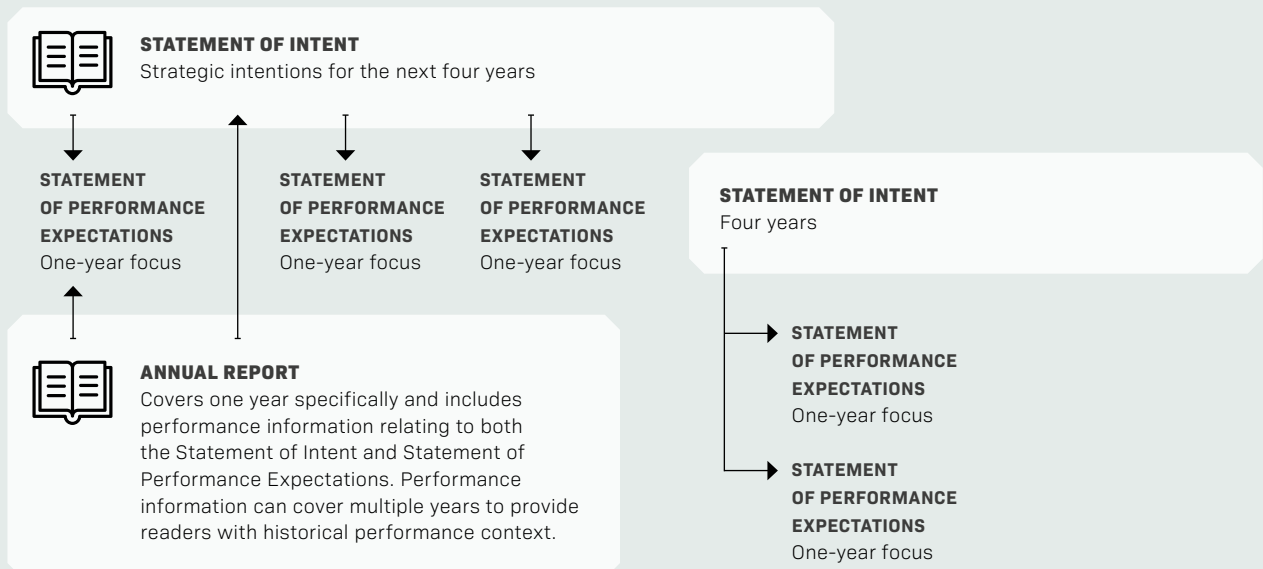 STATEMENT OF INTENT
Strategic intentions for the next four years
STATEMENT
OF PERFORMANCE
EXPECTATIONS
One-year focus
STATEMENT
OF PERFORMANCE
EXPECTATIONS
One-year focus
STATEMENT
OF PERFORMANCE
EXPECTATIONS
One-year focus
ANNUAL REPORT
Covers one year specifically and includes
performance information relating to both
the Statement of Intent and Statement of
Performance Expectations. Performance
information can cover multiple years to provide
readers with historical performance context.
STATEMENT OF INTENT
Four years
STATEMENT
OF PERFORMANCE
EXPECTATIONS
One-year focus
STATEMENT
OF PERFORMANCE
EXPECTATIONS
One-year focus